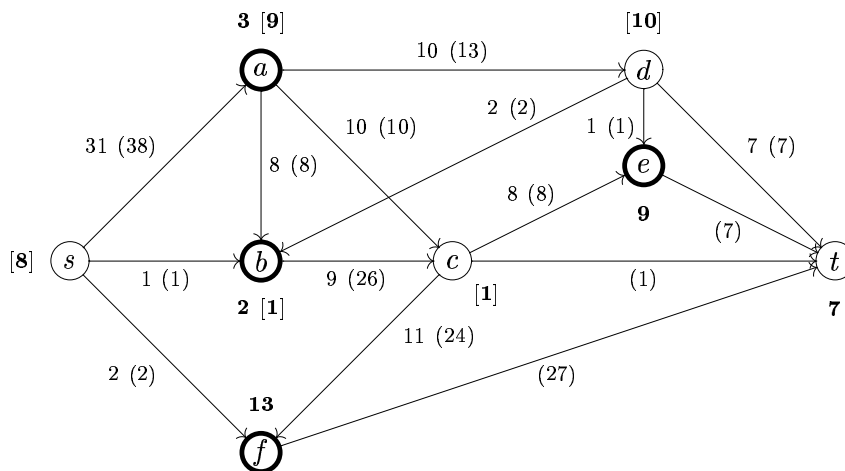 3 [9]
[10]
a
10 (13)
d
31 (38)
10 (10)
2 (2)
1 (1)
7 (7)
8 (8)
8 (8)
e
9
(7)
[8]
s
1 (1)
b
9 (26)
c
(1)
t
2 [1]
[1]
7
2 (2)
11 (24)
(27)
13
f